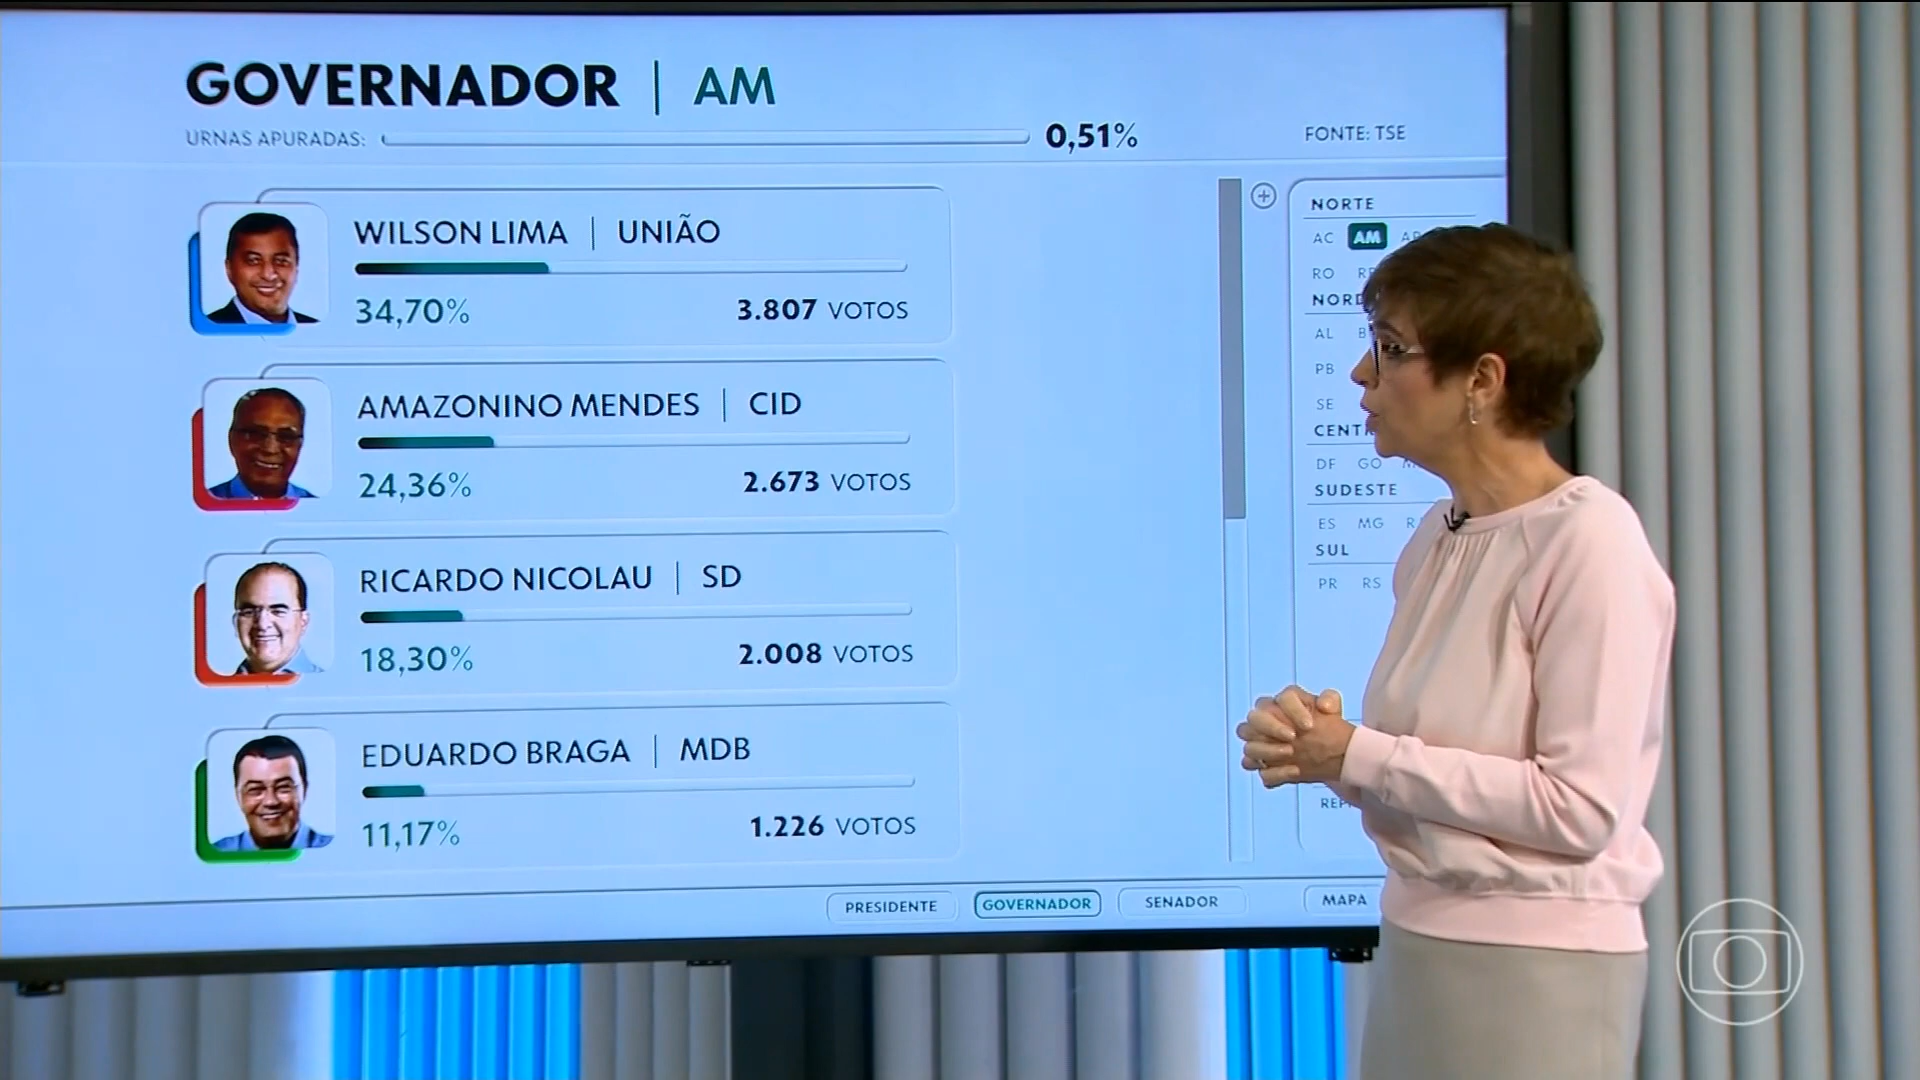 GOVERNADOR | AM
URNAS APURADAS: 0,51% FONTE: TSE
WILSON LIMA | UNIÃO
34,70% 3.807 VOTOS
AMAZONINO MENDES | CID
24,36% 2.673 VOTOS
RICARDO NICOLAU | SD
18,30% 2.008 VOTOS
EDUARDO BRAGA | MDB
11,17% 1.226 VOTOS
NORTE
AC AM
RO
AL
PB
SE
DF GO
SUDESTE
ES MG
SUL
PR RS
PRESIDENTE GOVERNADOR SENADOR MAPA